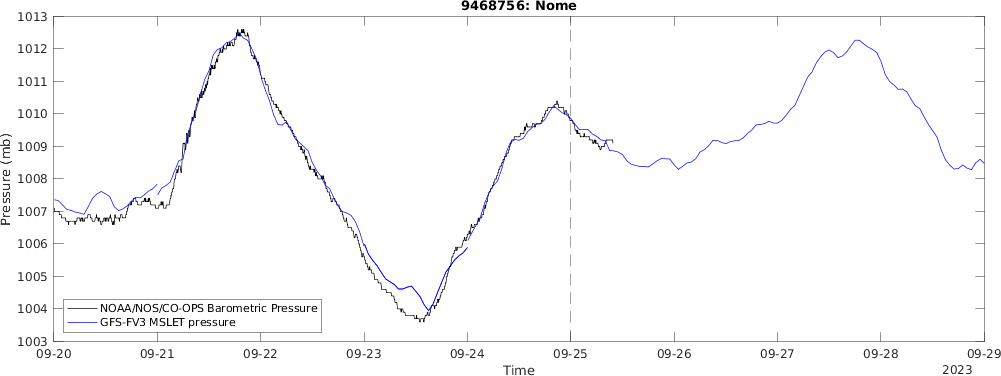 9468756: Nome
1013
1012
1011
1010
1009
1008
1007
1006
1005
1004
1003
Pressure (mb)
NOAA/NOS/CO-OPS Barometric Pressure
GFS-FV3 MSLET pressure
09-20 09-21 09-22 09-23 09-24 09-25 09-26 09-27 09-28 09-29
Time
2023